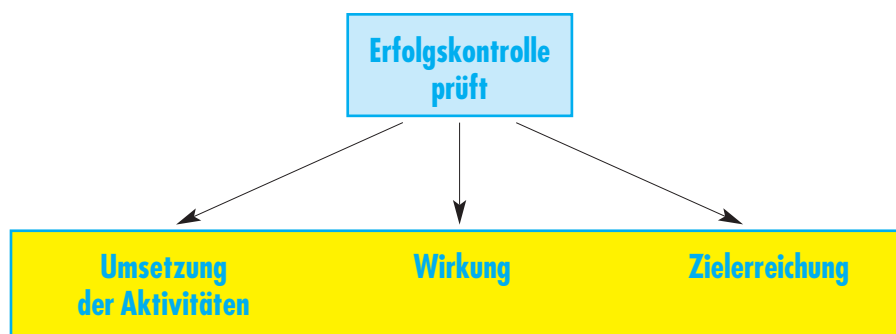 Erfolgskontrolle
prüft
Umsetzung
der Aktivitäten
Wirkung
Zielerreichung